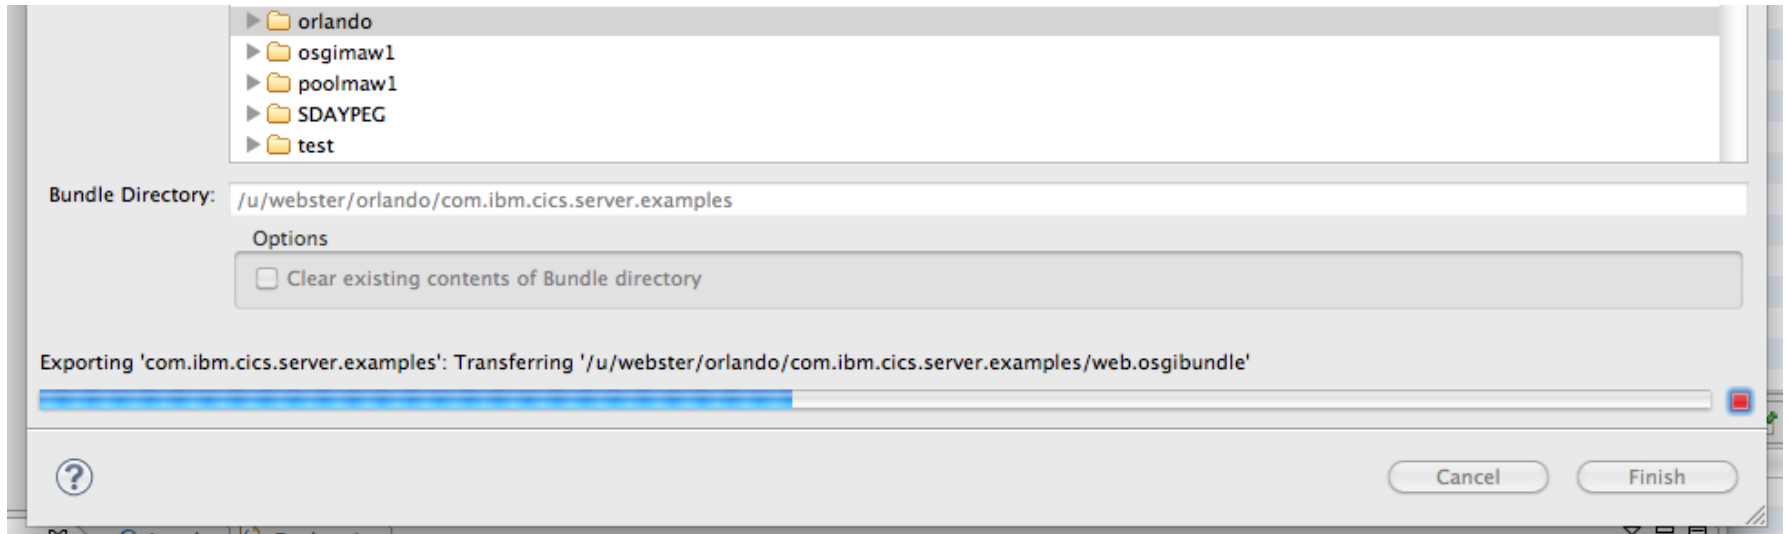 orlando
osgimaw1
poolmaw1
SDAYPEG
test
Bundle Directory: /u/webster/orlando/com.ibm.cics.server.examples
Options
Clear existing contents of Bundle directory
Exporting 'com.ibm.cics.server.examples': Transferring '/u/webster/orlando/com.ibm.cics.server.examples/web.osgibundle'
?
Cancel Finish